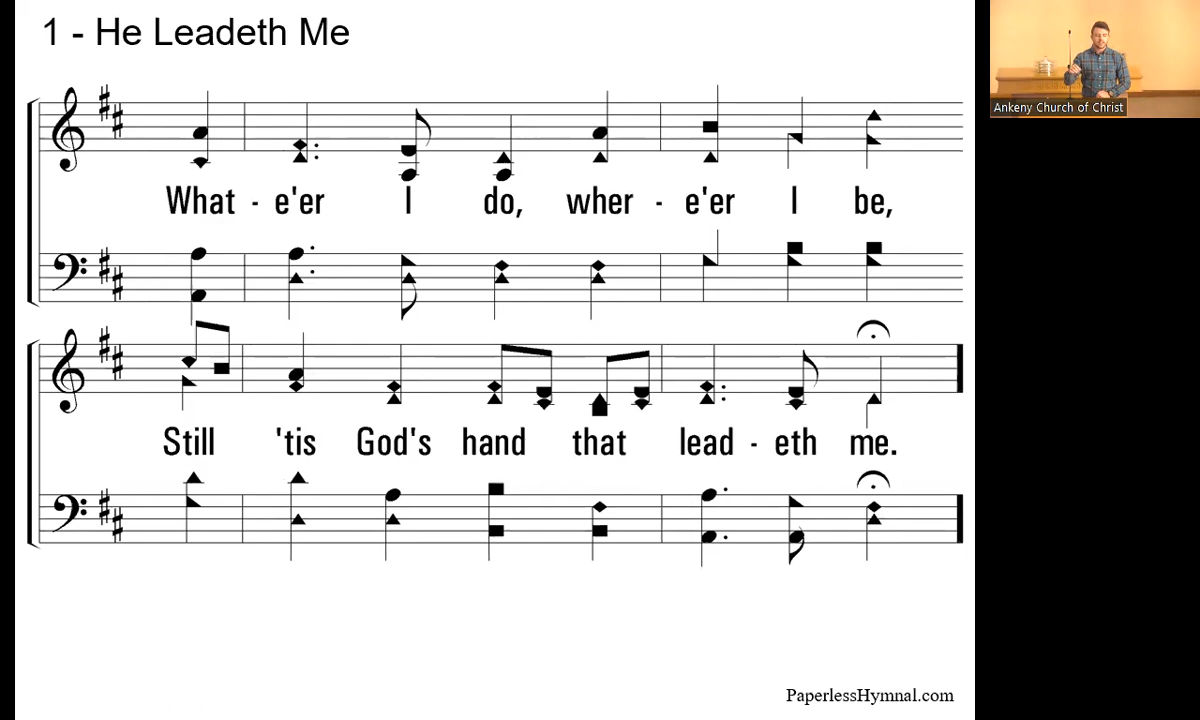 1 - He Leadeth Me
Ankeny Church of Christ
What - e'er I do, wher - e'er I be,
Still 'tis God's hand that lead - eth me.
PaperlessHymnal.com